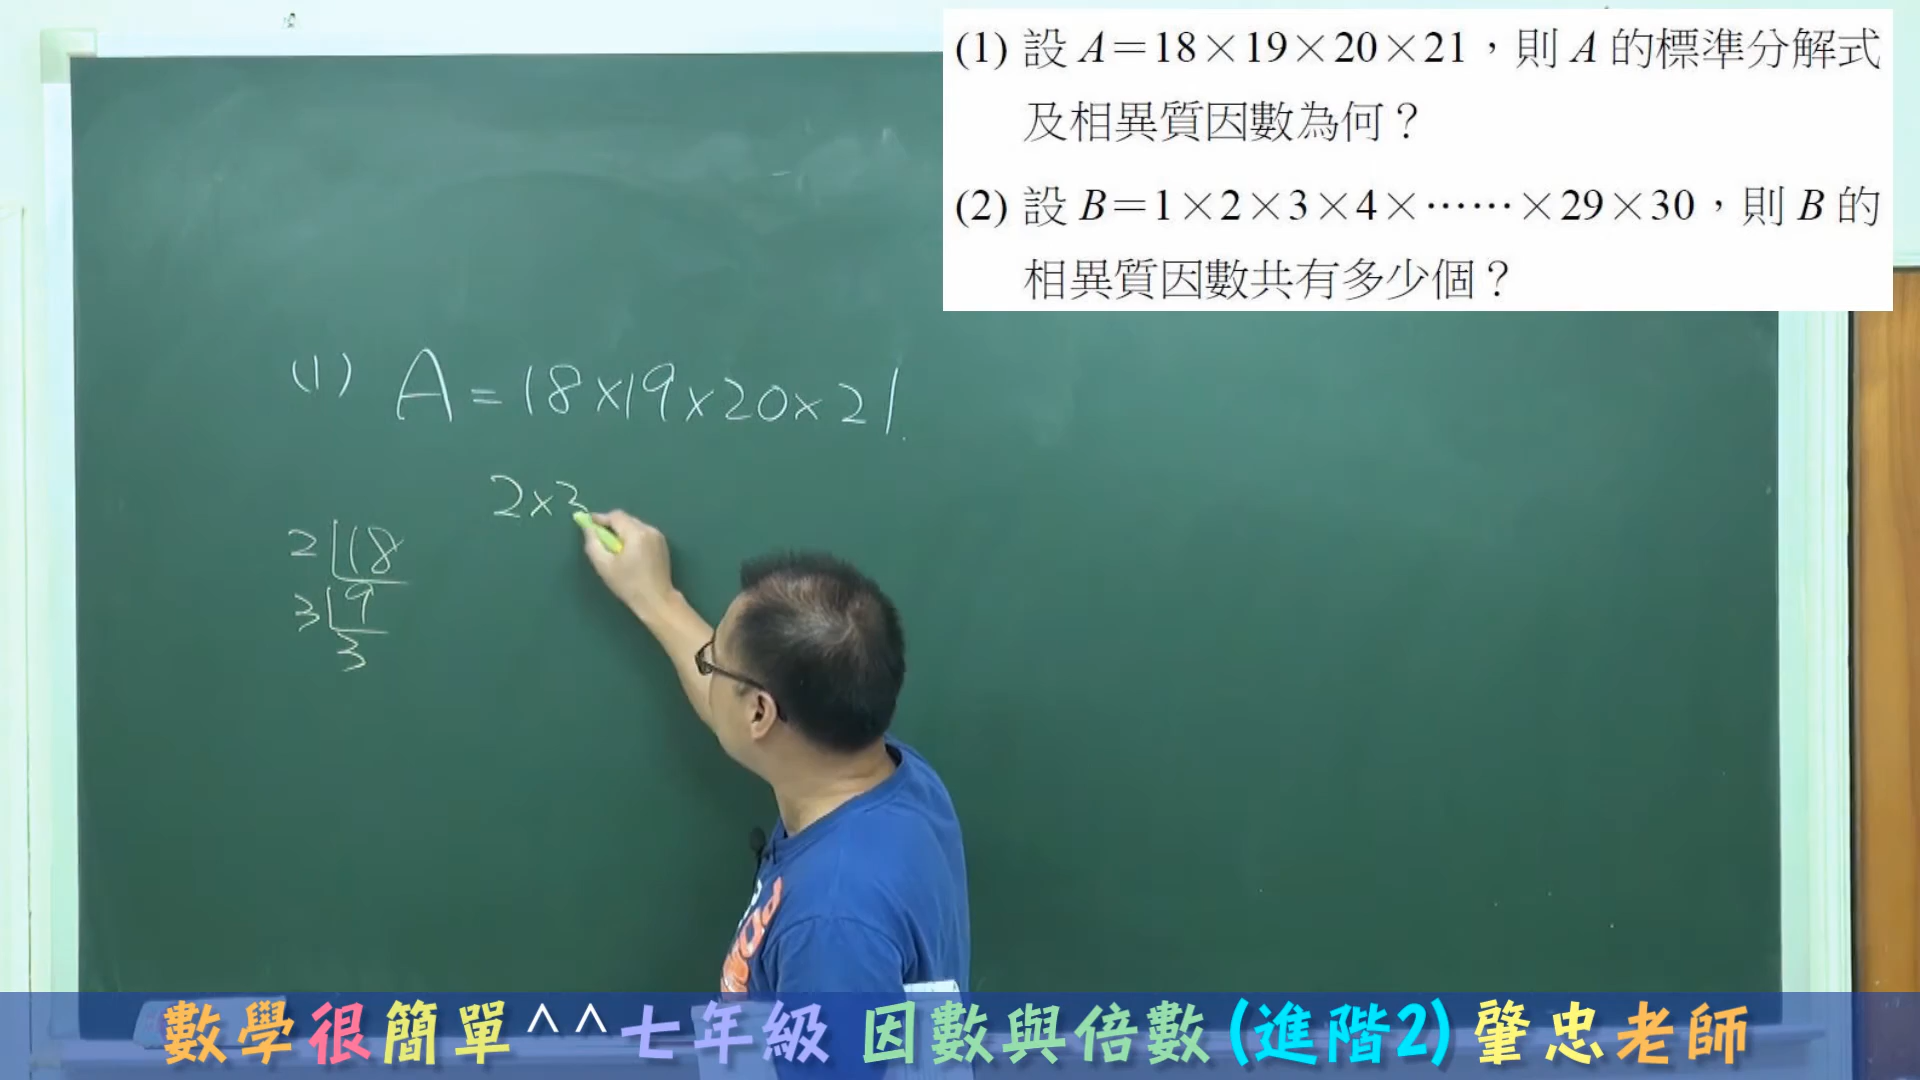 (1) 設 A=18×19×20×21,則 A 的標準分解式
及相異質因數為何?
(2) 設 B=1×2×3×4×……×29×30,則 B 的
相異質因數共有多少個?
(1) A=18×19×20×21.
2×3
2 18
3 9
3
數學很簡單^^七年級 因數與倍數(進階2) 肇忠老師